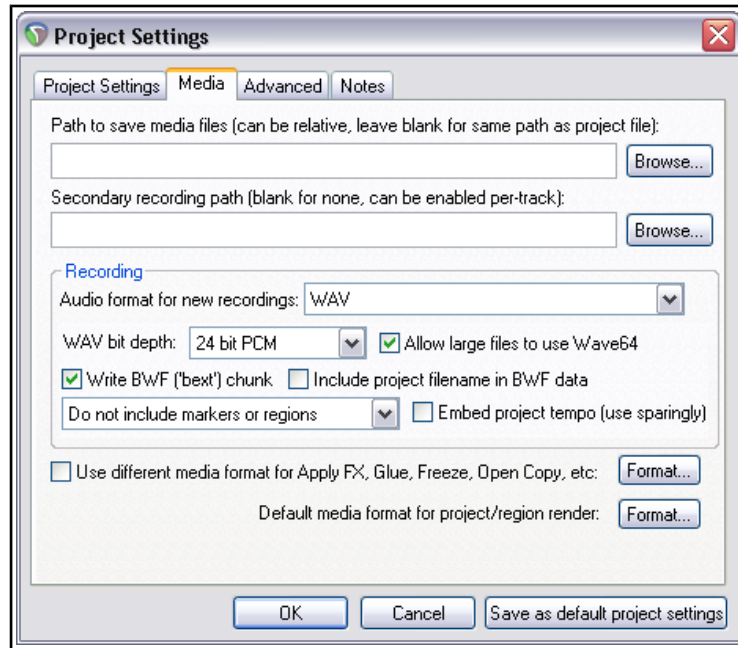 Project Settings
Project Settings Media Advanced Notes
Path to save media files (can be relative, leave blank for same path as project file):
Browse...
Secondary recording path (blank for none, can be enabled per-track):
Browse...
Recording
Audio format for new recordings: WAV
WAV bit depth: 24 bit PCM Allow large files to use Wave64
Write BWF ('bext') chunk Include project filename in BWF data
Do not include markers or regions Embed project tempo (use sparingly)
Use different media format for Apply FX, Glue, Freeze, Open Copy, etc: Format...
Default media format for project/region render: Format...
OK Cancel Save as default project settings